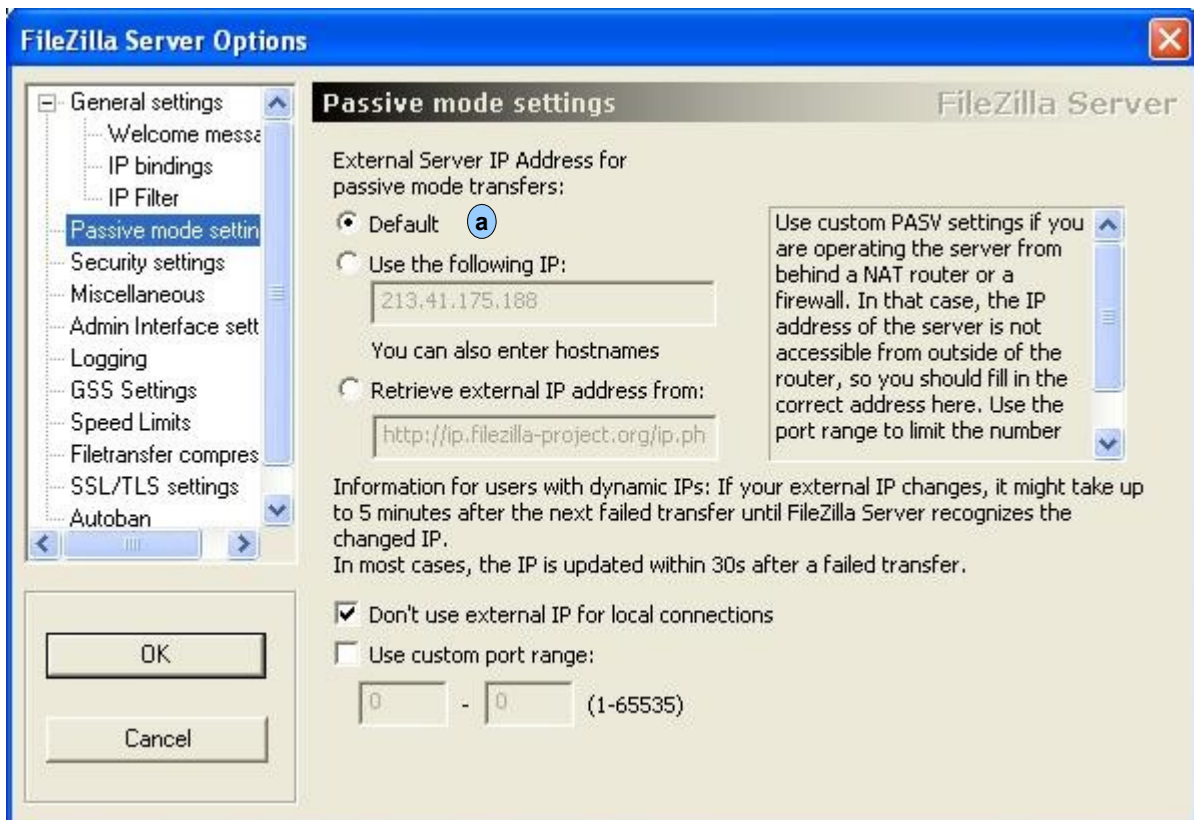 FileZilla Server Options
General settings
Welcome messa
IP bindings
IP Filter
Passive mode settin
Security settings
Miscellaneous
Admin Interface sett
Logging
GSS Settings
Speed Limits
Filetransfer compres
SSL/TLS settings
Autoban
OK
Cancel
Passive mode settings
FileZilla Server
External Server IP Address for
passive mode transfers:
Default a
Use the following IP:
213.41.175.188
You can also enter hostnames
Retrieve external IP address from:
http://ip.filezilla-project.org/ip.ph
Use custom PASV settings if you
are operating the server from
behind a NAT router or a
firewall. In that case, the IP
address of the server is not
accessible from outside of the
router, so you should fill in the
correct address here. Use the
port range to limit the number
Information for users with dynamic IPs: If your external IP changes, it might take up
to 5 minutes after the next failed transfer until FileZilla Server recognizes the
changed IP.
In most cases, the IP is updated within 30s after a failed transfer.
Don't use external IP for local connections
Use custom port range:
0 - 0 (1-65535)